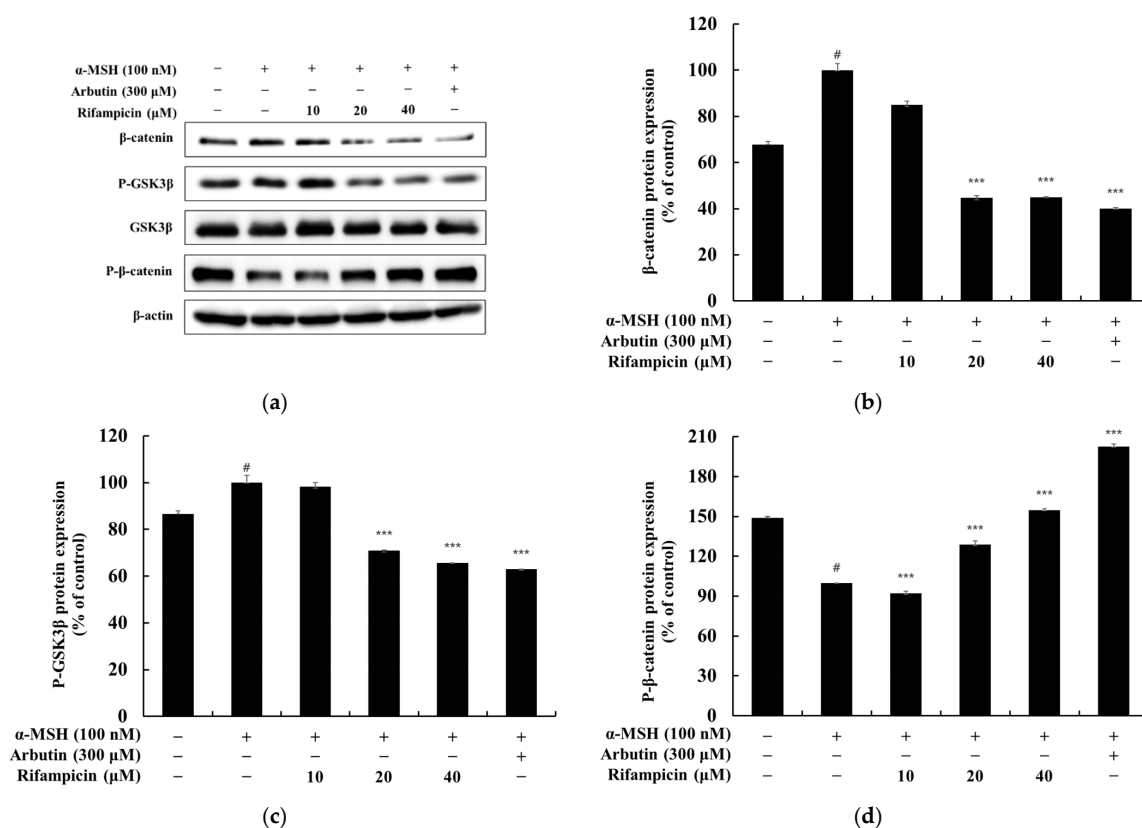 α-MSH (100 nM) − + + + + +
Arbutin (300 μM) − − − − − +
Rifampicin (μM) − − 10 20 40 −
β-catenin
P-GSK3β
GSK3β
P-β-catenin
β-actin
(a)
β-catenin protein expression
(% of control)
120
100
80
60
40
20
0
#
***
***
***
α-MSH (100 nM) − + + + + +
Arbutin (300 μM) − − − − − +
Rifampicin (μM) − − 10 20 40 −
(b)
P-GSK3β protein expression
(% of control)
120
100
80
60
40
20
0
#
***
***
***
α-MSH (100 nM) − + + + + +
Arbutin (300 μM) − − − − − +
Rifampicin (μM) − − 10 20 40 −
(c)
P-β-catenin protein expression
(% of control)
210
180
150
120
90
60
30
0
#
***
***
***
***
α-MSH (100 nM) − + + + + +
Arbutin (300 μM) − − − − − +
Rifampicin (μM) − − 10 20 40 −
(d)